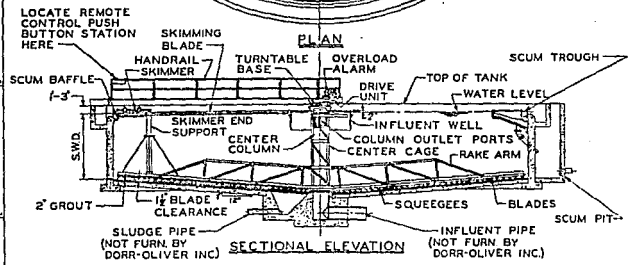 LOCATE REMOTE
CONTROL PUSH
BUTTON STATION
HERE
SKIMMING
BLADE
HANDRAIL
SKIMMER
PLAN
TURNTABLE
BASE
OVERLOAD
ALARM
DRIVE
UNIT
SCUM TROUGH
TOP OF TANK
WATER LEVEL
SCUM BAFFLE
1'-3"
SKIMMER END
SUPPORT
INFLUENT WELL
CENTER
COLUMN
COLUMN OUTLET PORTS
CENTER CAGE
RAKE ARM
S.W.D.
2" GROUT
1½" BLADE
CLEARANCE
1"
12"
SQUEEGEES
BLADES
SCUM PIT
SLUDGE PIPE
(NOT FURN. BY
DORR-OLIVER INC)
SECTIONAL ELEVATION
INFLUENT PIPE
(NOT FURN. BY
DORR-OLIVER INC.)